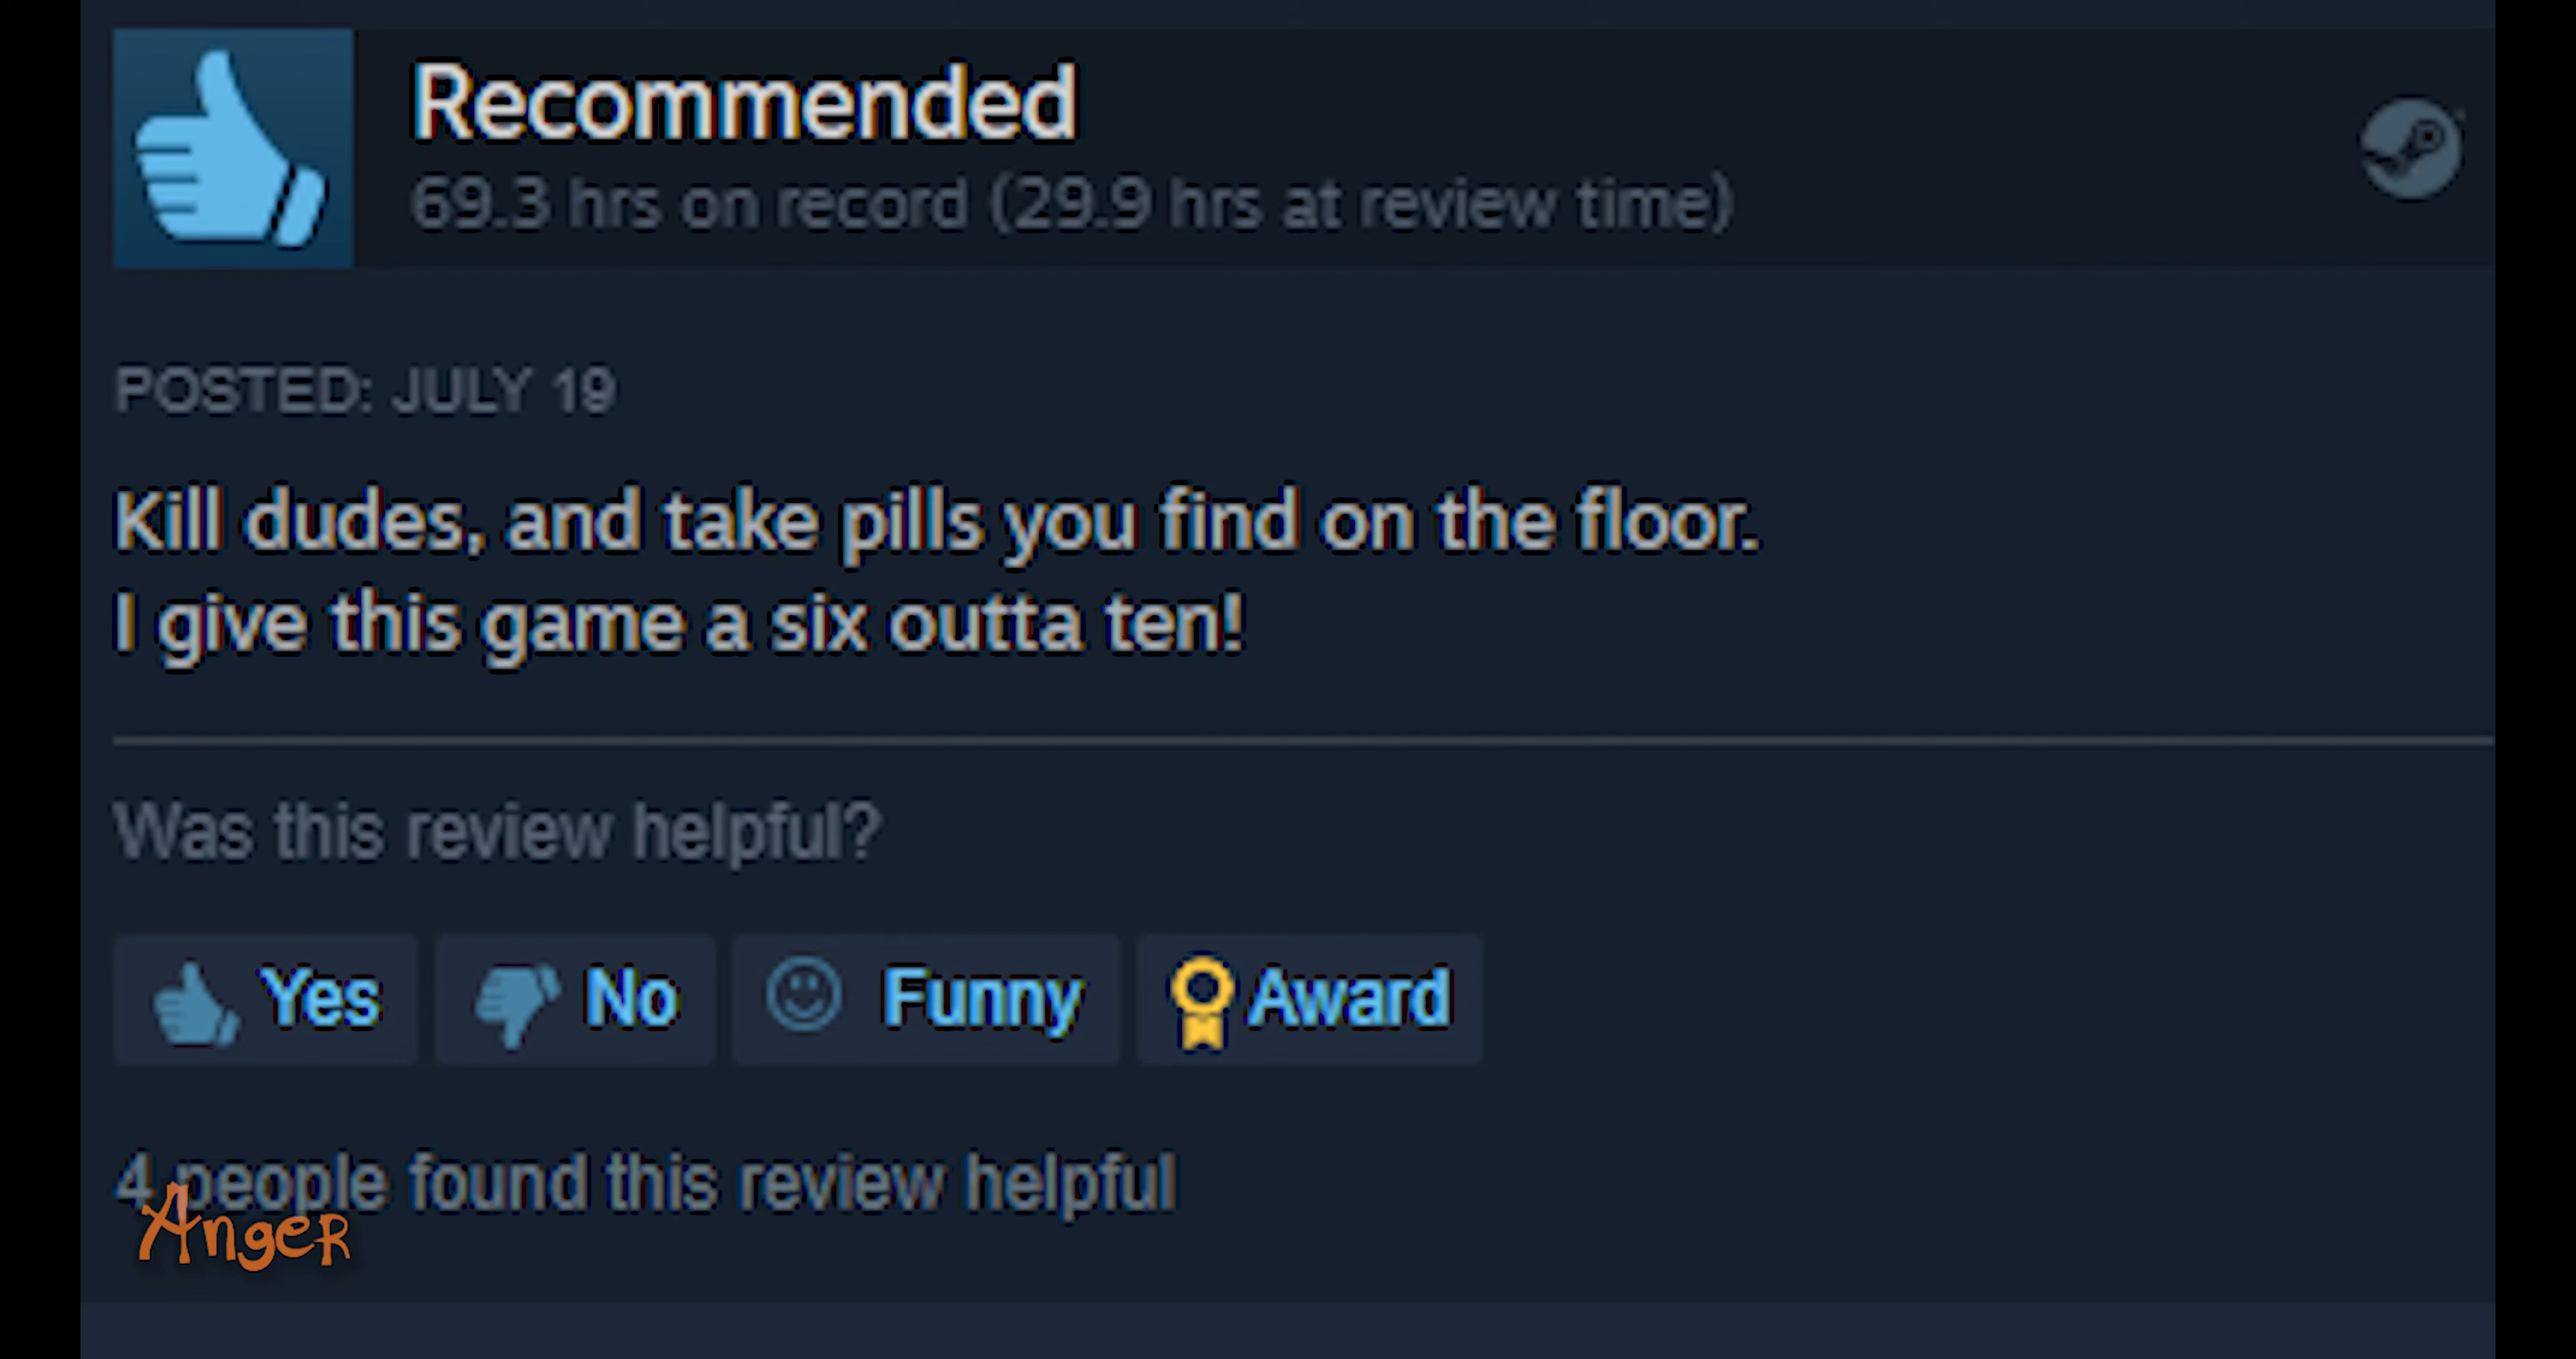 Recommended
69.3 hrs on record (29.9 hrs at review time)
POSTED: JULY 19
Kill dudes, and take pills you find on the floor.
I give this game a six outta ten!
Was this review helpful?
Yes No Funny Award
4 people found this review helpful
Anger